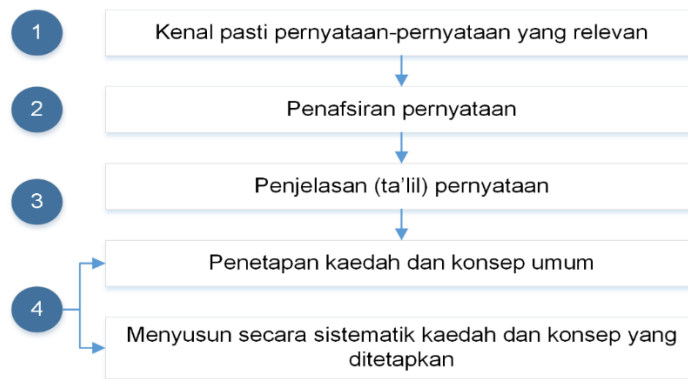 1
Kenal pasti pernyataan-pernyataan yang relevan
2
Penafsiran pernyataan
3
Penjelasan (ta’lil) pernyataan
4
Penetapan kaedah dan konsep umum
Menyusun secara sistematik kaedah dan konsep yang
ditetapkan